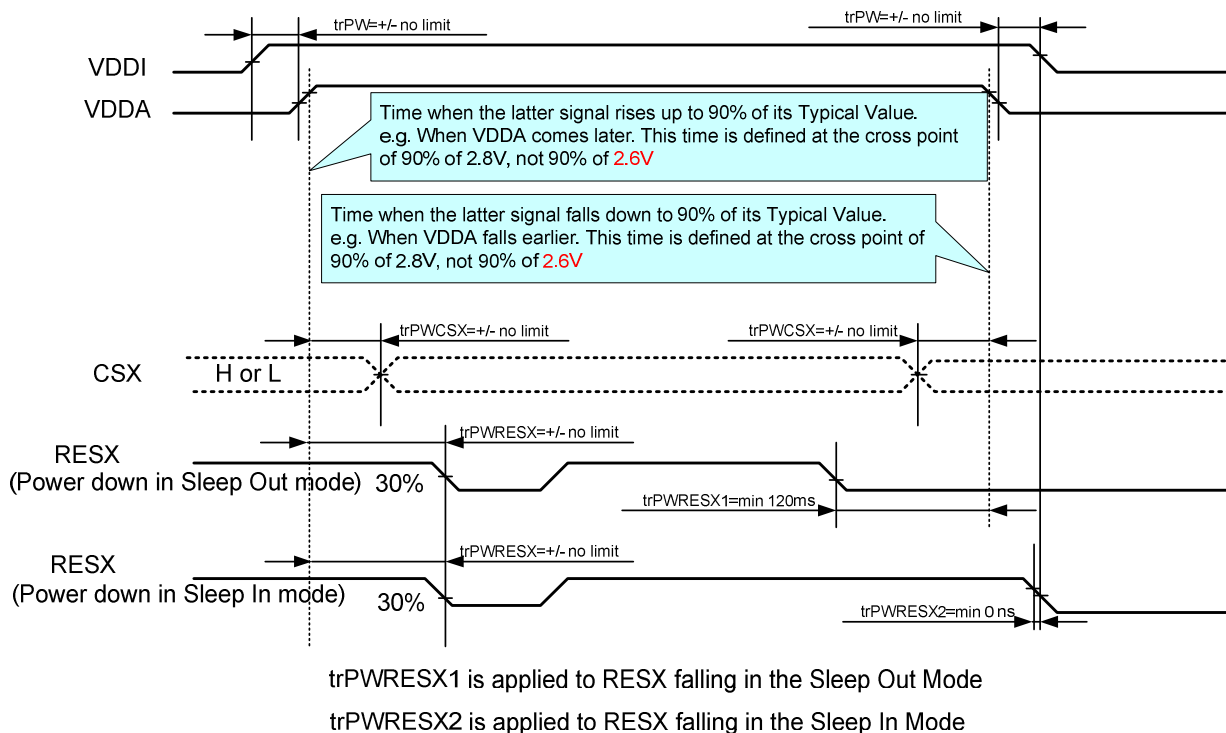 trPW=+/- no limit
trPW=+/- no limit
VDDI
VDDA
Time when the latter signal rises up to 90% of its Typical Value.
e.g. When VDDA comes later. This time is defined at the cross point
of 90% of 2.8V, not 90% of 2.6V
Time when the latter signal falls down to 90% of its Typical Value.
e.g. When VDDA falls earlier. This time is defined at the cross point of
90% of 2.8V, not 90% of 2.6V
trPWCSX=+/- no limit
trPWCSX=+/- no limit
CSX
H or L
trPWRESX=+/- no limit
RESX
(Power down in Sleep Out mode)
30%
trPWRESX1=min 120ms
trPWRESX=+/- no limit
RESX
(Power down in Sleep In mode)
30%
trPWRESX2=min 0 ns
trPWRESX1 is applied to RESX falling in the Sleep Out Mode
trPWRESX2 is applied to RESX falling in the Sleep In Mode